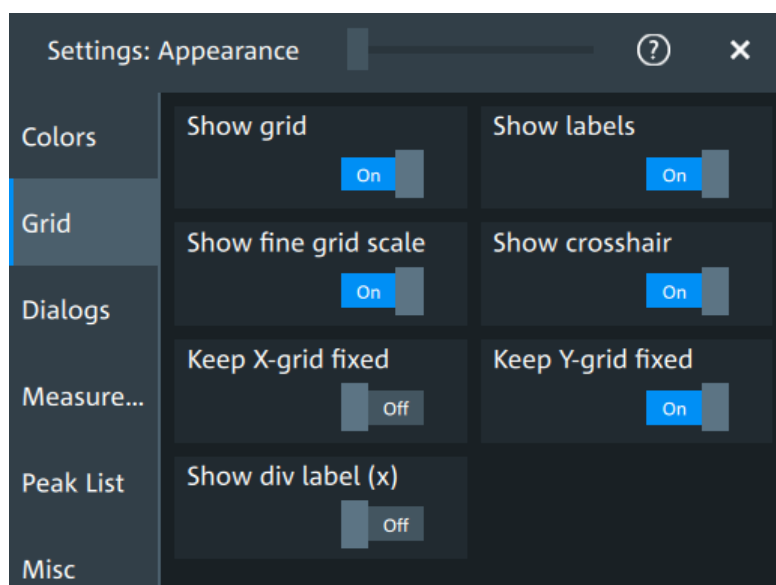 Settings: Appearance ? ×
Colors
Grid
Dialogs
Measure...
Peak List
Misc
Show grid
On
Show labels
On
Show fine grid scale
On
Show crosshair
On
Keep X-grid fixed
Off
Keep Y-grid fixed
On
Show div label (x)
Off